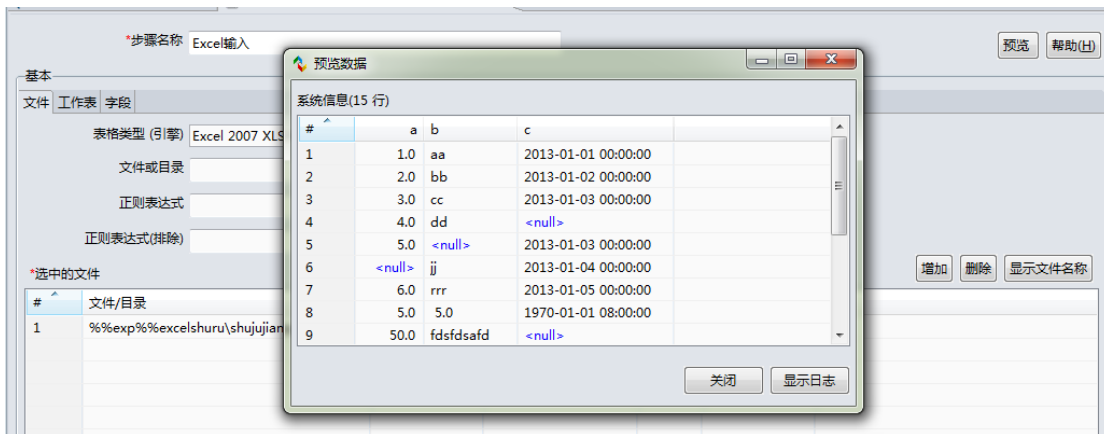 *步骤名称 Excel输入 预览 帮助(H)
基本
文件 工作表 字段
表格类型 (引擎) Excel 2007 XLS
文件或目录
正则表达式
正则表达式(排除)
*选中的文件 增加 删除 显示文件名称
# 文件/目录
1 %%exp%%excelshuru\shujujian
预览数据
系统信息(15 行)
# a b c
1 1.0 aa 2013-01-01 00:00:00
2 2.0 bb 2013-01-02 00:00:00
3 3.0 cc 2013-01-03 00:00:00
4 4.0 dd <null>
5 5.0 <null> 2013-01-03 00:00:00
6 <null> jj 2013-01-04 00:00:00
7 6.0 rrr 2013-01-05 00:00:00
8 5.0 5.0 1970-01-01 08:00:00
9 50.0 fdsfdsafd <null>
关闭 显示日志